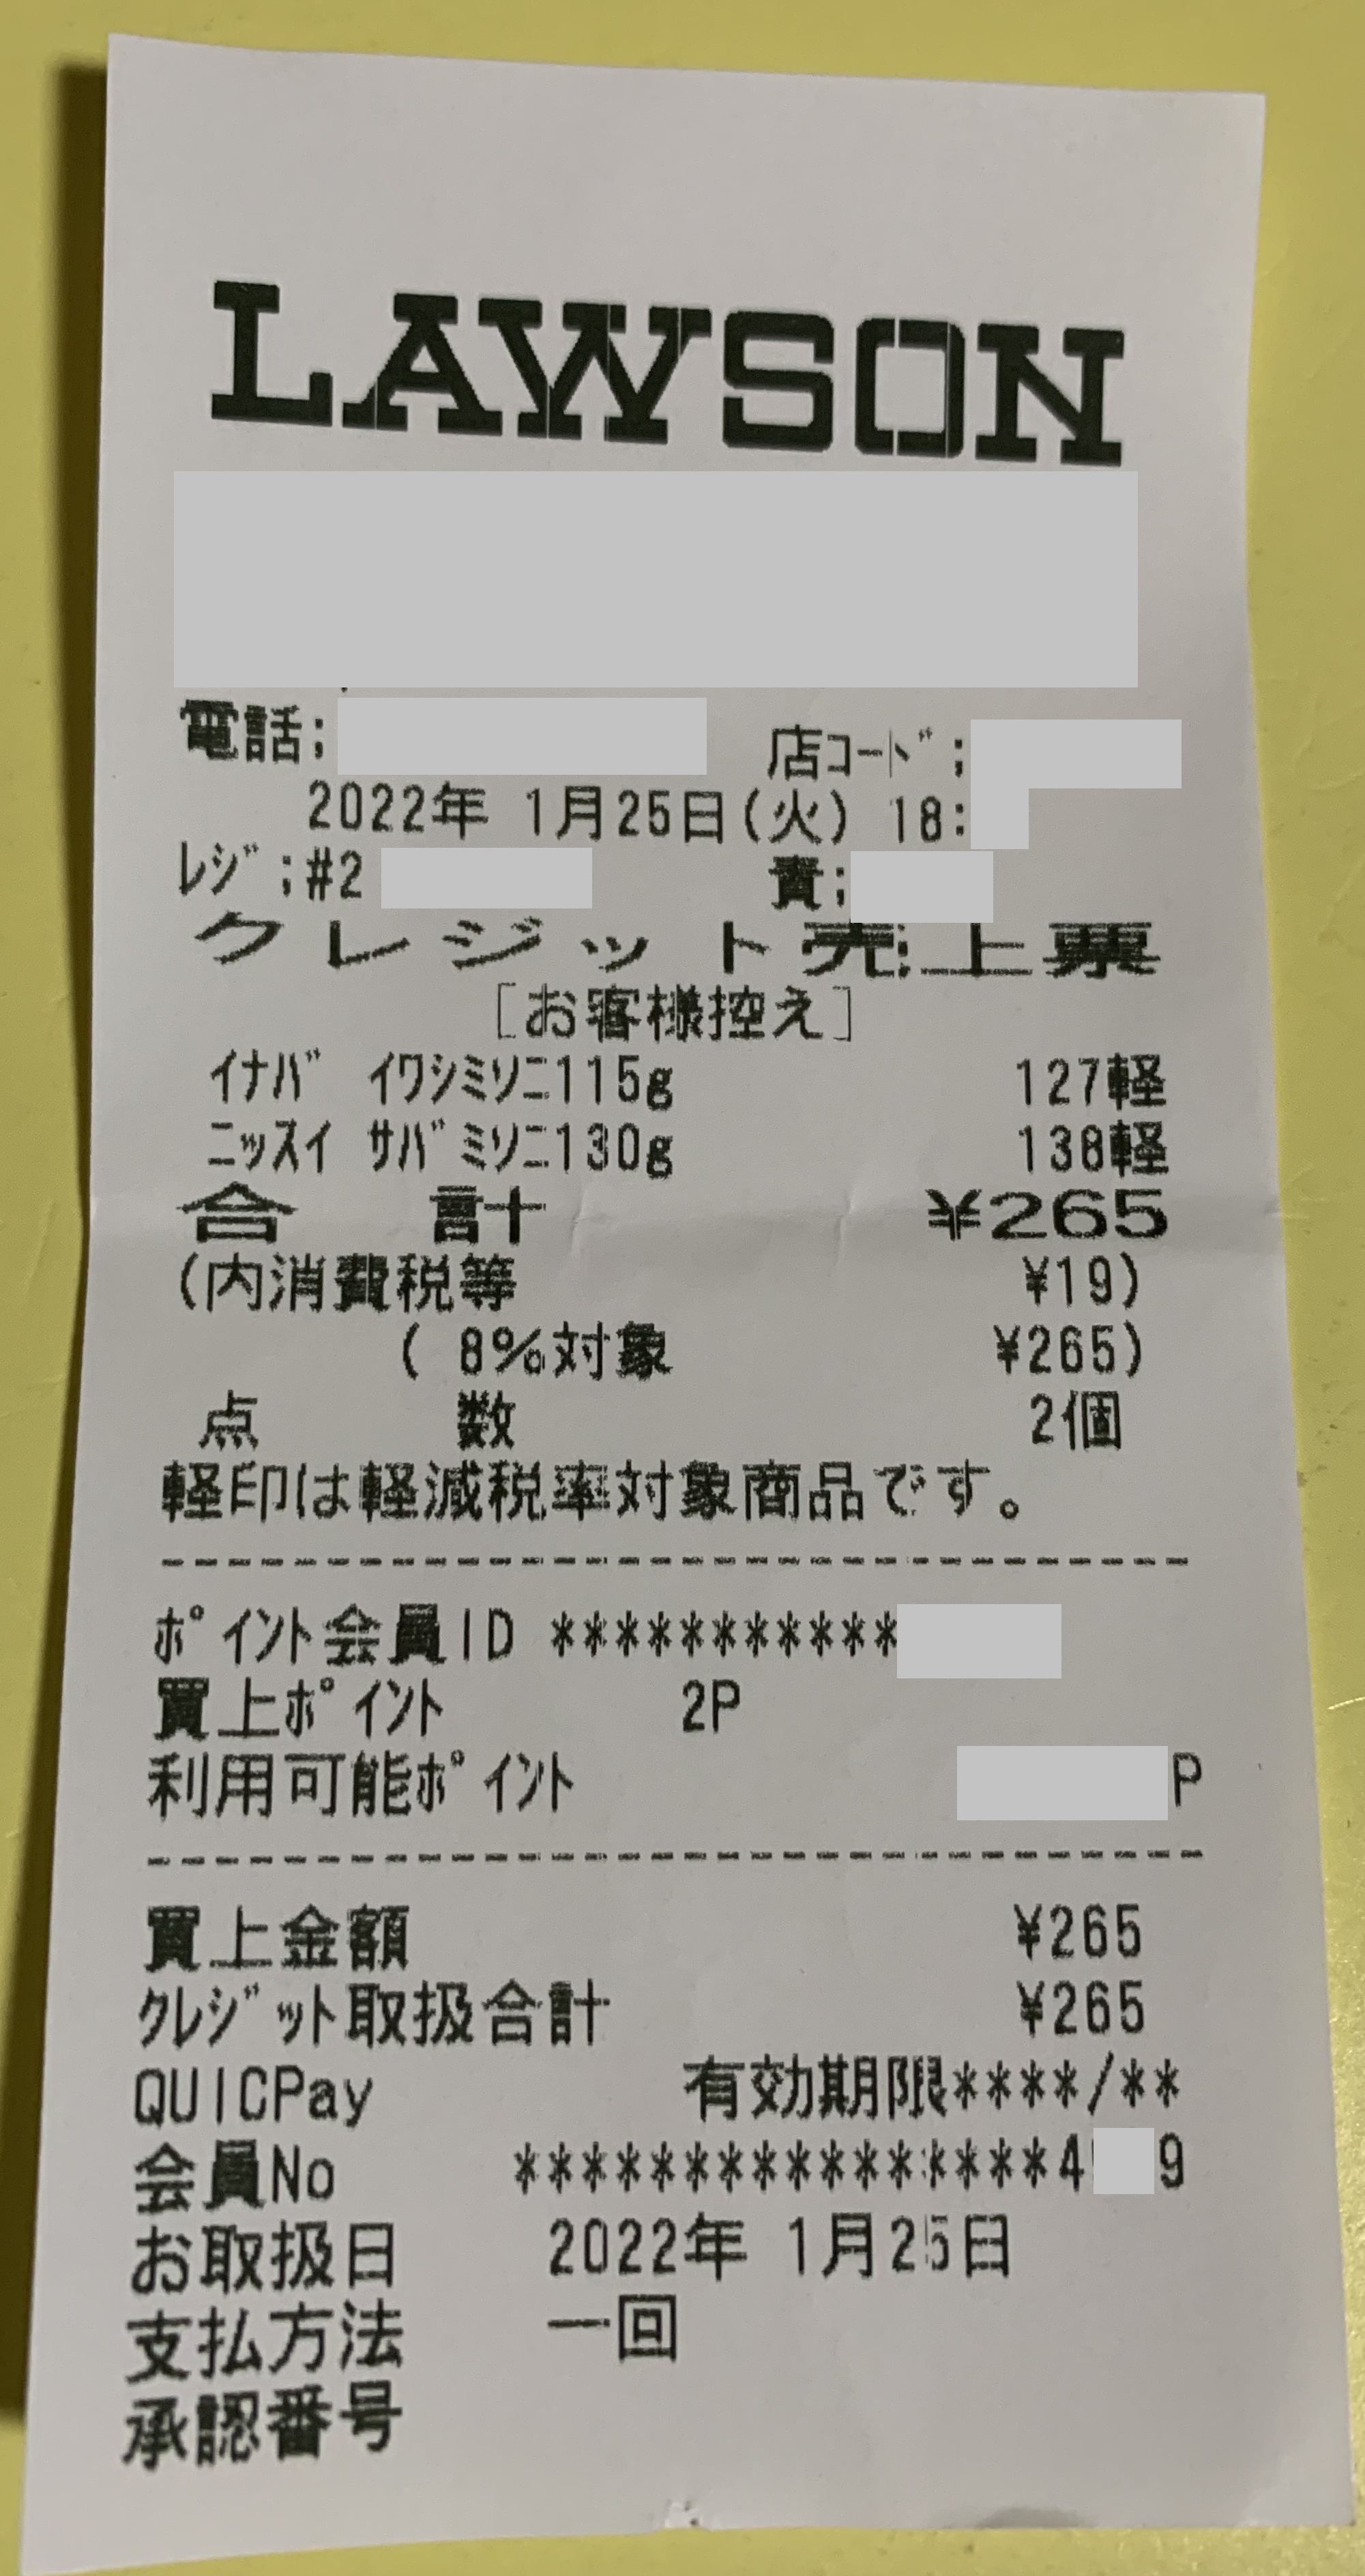 LAWSON
電話;
店ｺｰﾄﾞ;
2022年 1月25日(火) 18:
ﾚｼﾞ;#2 責;
クレジット売上票
[お客様控え]
ｲﾅﾊﾞ ｲﾜｼﾐｿﾆ115g 127軽
ﾆｯｽｲ ｻﾊﾞﾐｿﾆ130g 138軽
合 計 ¥265
(内消費税等 ¥19)
( 8%対象 ¥265)
点 数 2個
軽印は軽減税率対象商品です。
ﾎﾟｲﾝﾄ会員ID ***********
買上ﾎﾟｲﾝﾄ 2P
利用可能ﾎﾟｲﾝﾄ P
買上金額 ¥265
ｸﾚｼﾞｯﾄ取扱合計 ¥265
QUICPay 有効期限****/**
会員No ****************4 9
お取扱日 2022年 1月25日
支払方法 一回
承認番号